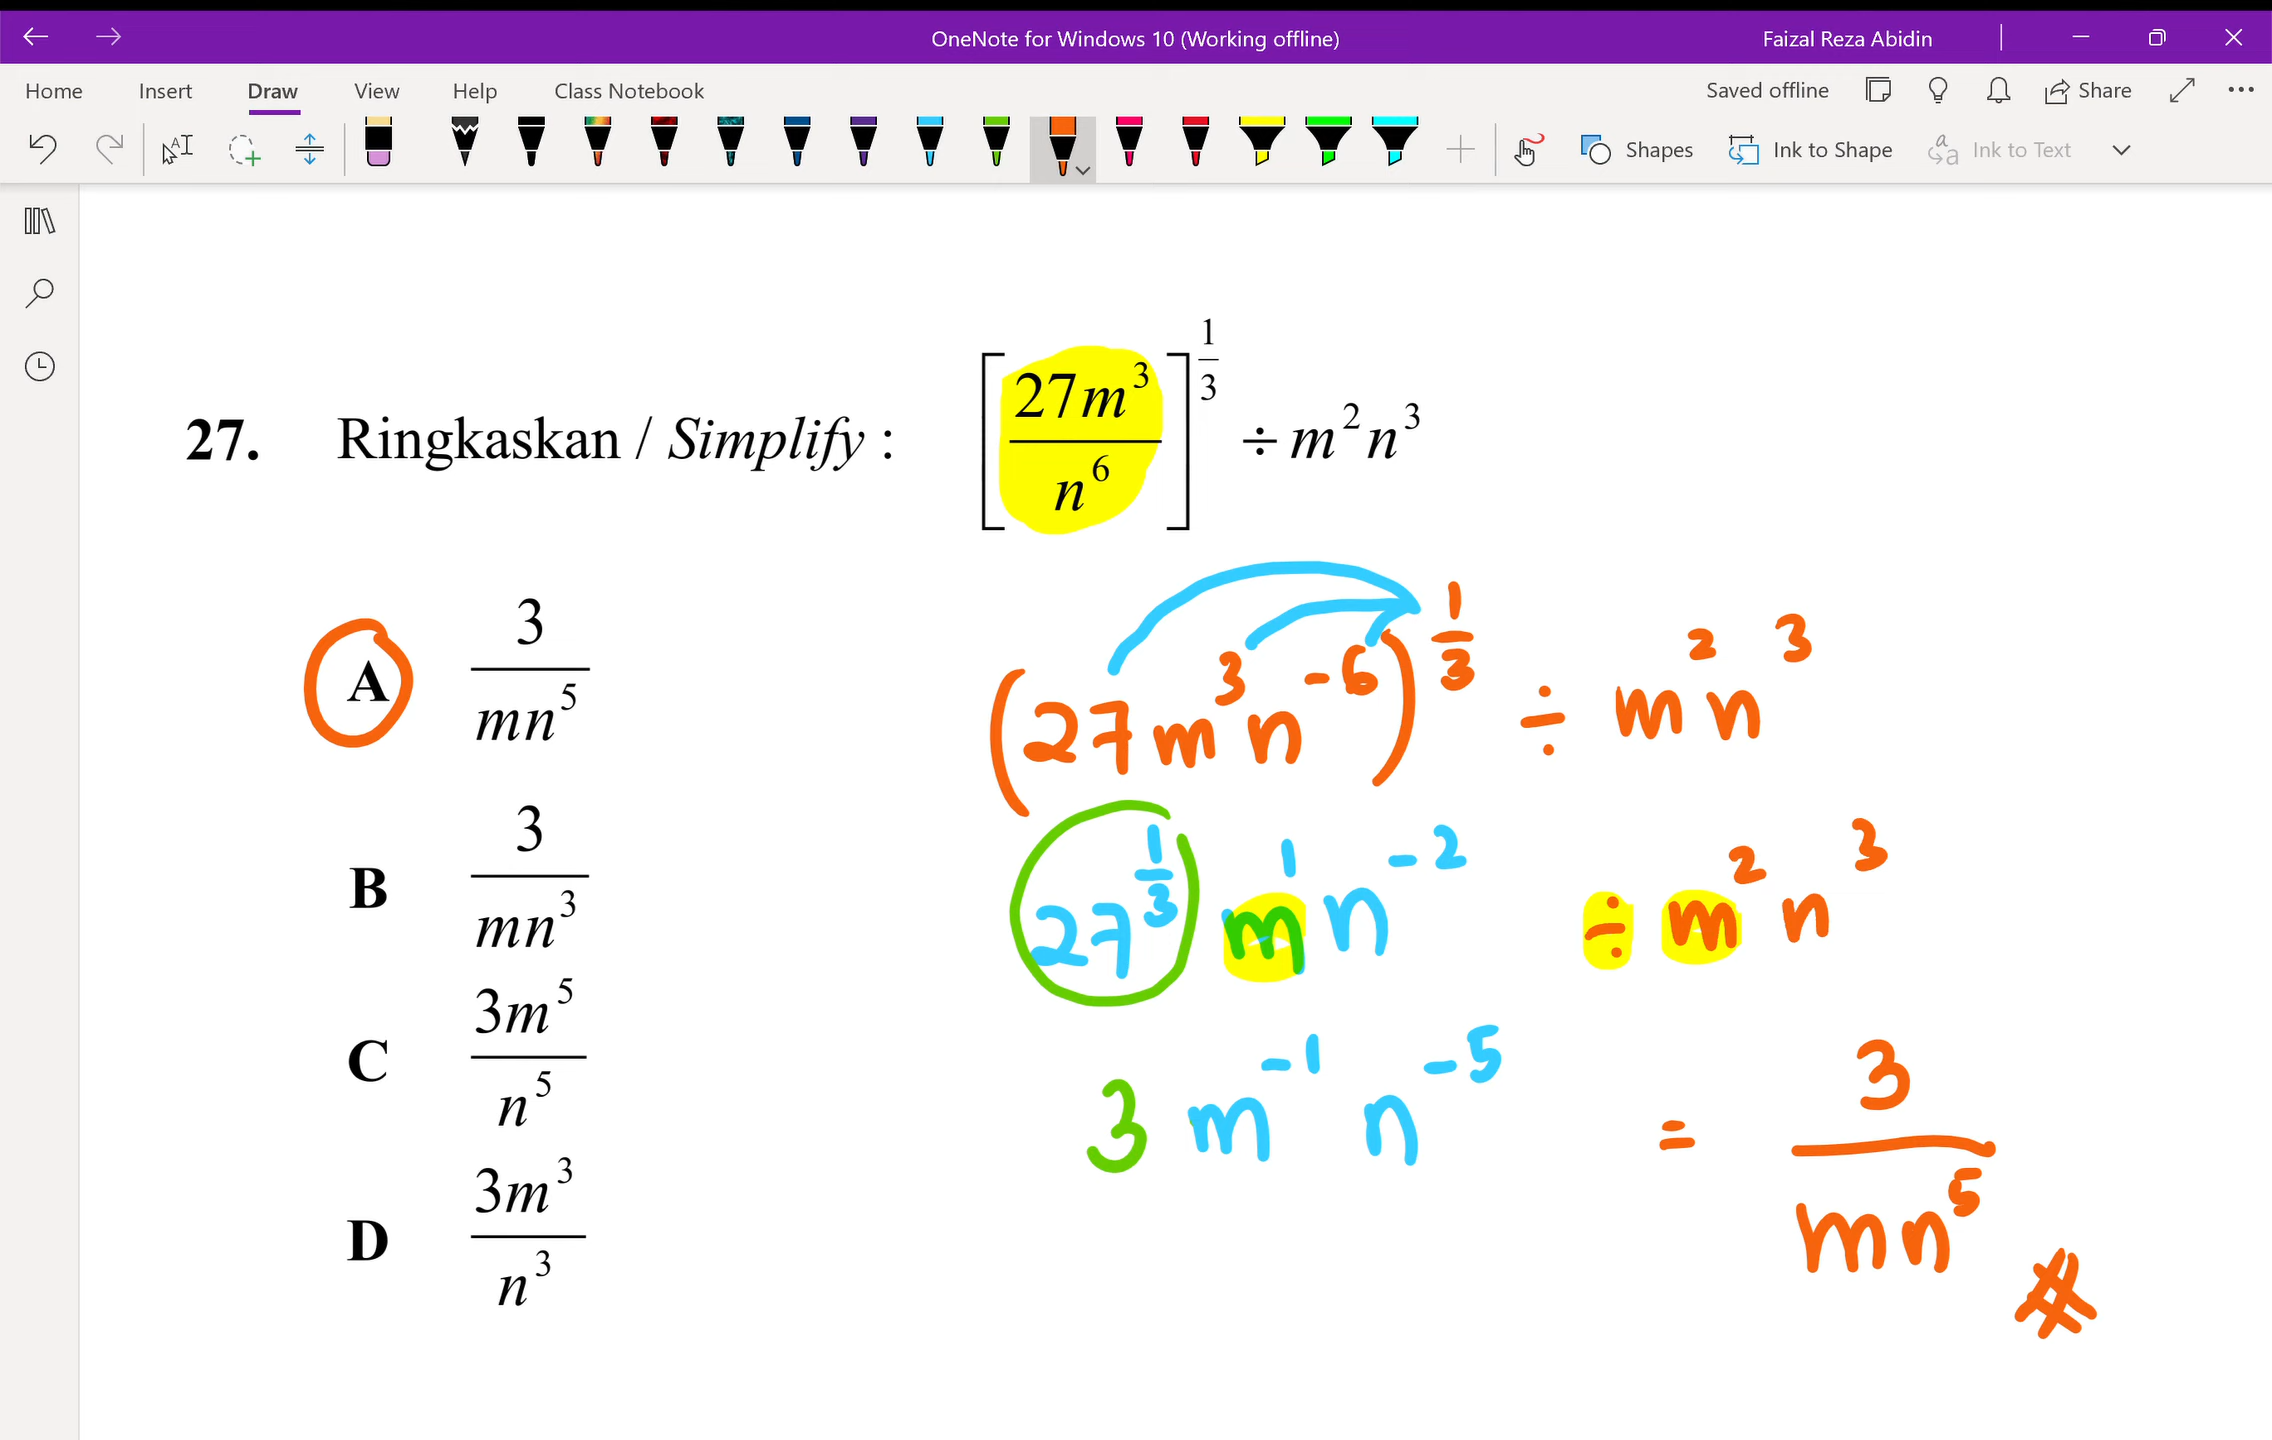 OneNote for Windows 10 (Working offline)
Faizal Reza Abidin
Home Insert Draw View Help Class Notebook
Saved offline Share
Shapes Ink to Shape Ink to Text
27. Ringkaskan / Simplify : [27m³/n⁶]^(1/3) ÷ m²n³
A 3/mn⁵
B 3/mn³
C 3m⁵/n⁵
D 3m³/n³
(27m³n⁻⁶)^(1/3) ÷ m²n³
27^(1/3) m¹n⁻² ÷ m²n³
3 m⁻¹ n⁻⁵ = 3/mn⁵ #